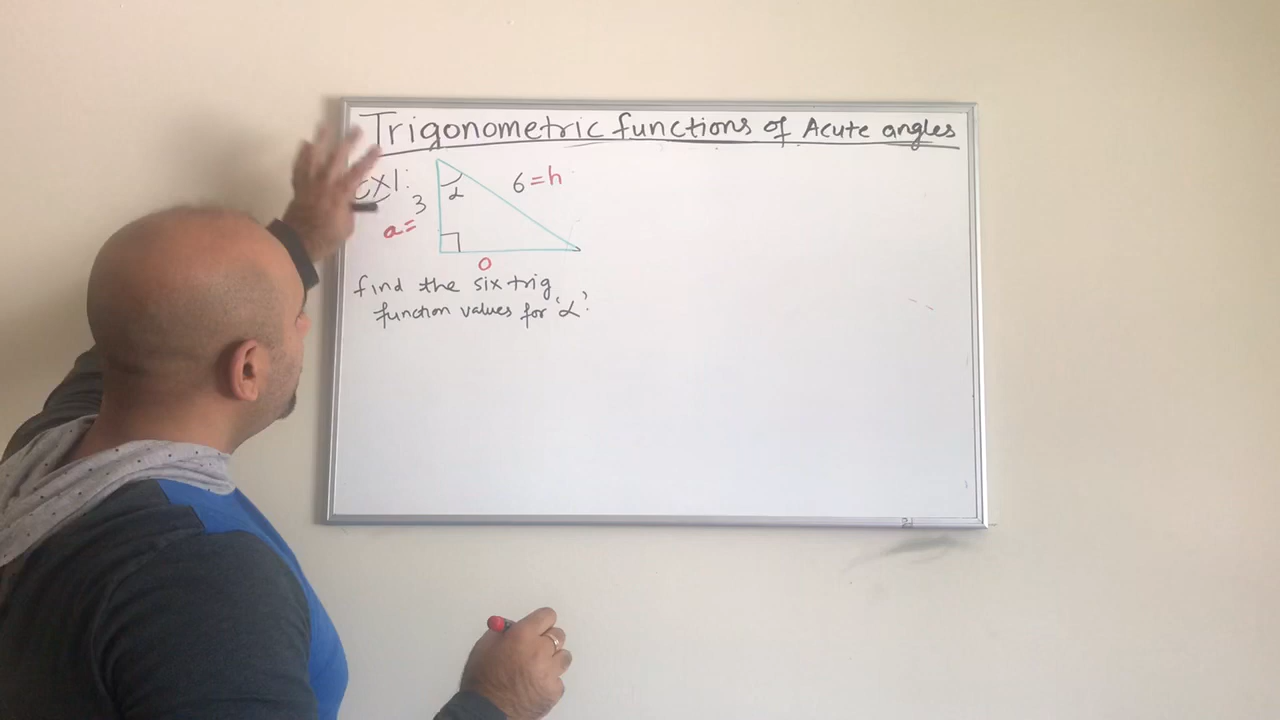 Trigonometric functions of Acute angles
Ex1:
6=h
3
α
a=
o
find the six trig
function values for 'α'.